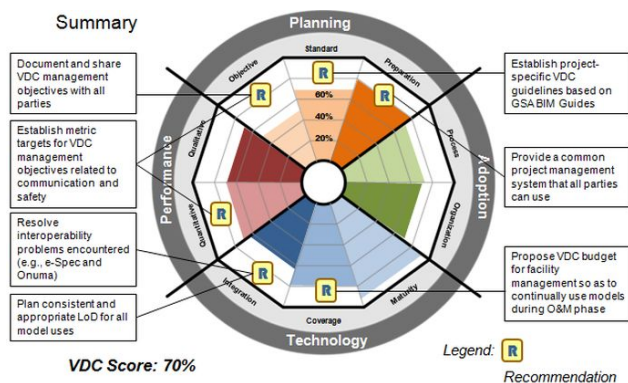 Summary
Planning
Document and share
VDC management
objectives with all
parties
Establish metric
targets for VDC
management
objectives related to
communication and
safety
Resolve
interoperability
problems encountered
(e.g., e-Spec and
Onuma)
Plan consistent and
appropriate LoD for all
model uses
Performance
Objective
Qualitative
Quantitative
Integration
Standard
Preparation
Process
Organization
Maturity
Coverage
60%
40%
20%
R
R
R
R
R
R
Adoption
Technology
Establish project-
specific VDC
guidelines based on
GSA BIM Guides
Provide a common
project management
system that all parties
can use
Propose VDC budget
for facility
management so as to
continually use models
during O&M phase
VDC Score: 70%
Legend: R
Recommendation